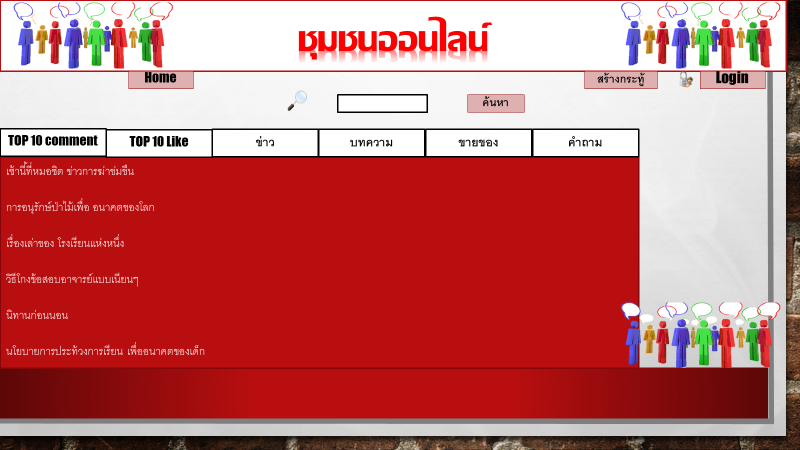 ชุมชนออนไลน์
Home
สร้างกระทู้
Login
ค้นหา
TOP 10 comment
TOP 10 Like
ข่าว
บทความ
ขายของ
คำถาม
เช้านี้ที่หมอชิต ข่าวการฆ่าข่มขืน
การอนุรักษ์ป่าไม้เพื่อ อนาคตของโลก
เรื่องเล่าของ โรงเรียนแห่งหนึ่ง
วิธีโกงข้อสอบอาจารย์แบบเนียนๆ
นิทานก่อนนอน
นโยบายการประท้วงการเรียน เพื่ออนาคตของเด็ก